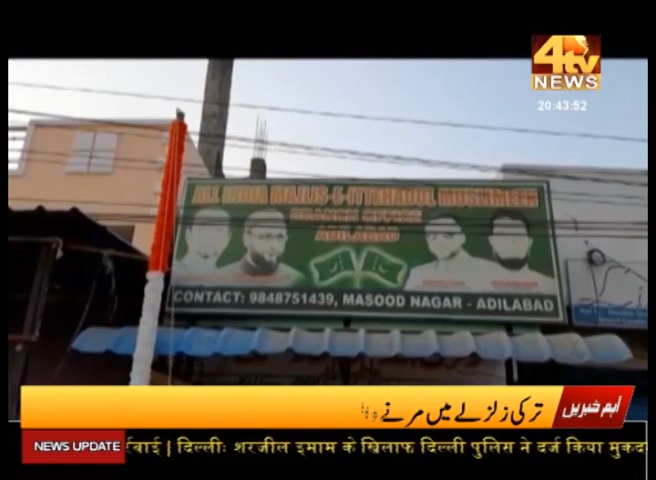 4tv
NEWS
20:43:52
ALL INDIA MAJLIS-E-ITTEHADUL MUSLIMEEN
BRANCH OFFICE
ADILABAD
CONTACT: 9848751439, MASOOD NAGAR - ADILABAD
اہم خبریں
ترکی زلزلے میں مرنے
NEWS UPDATE
र्रवाई | दिल्लीः शरजील इमाम के खिलाफ दिल्ली पुलिस ने दर्ज किया मुकद